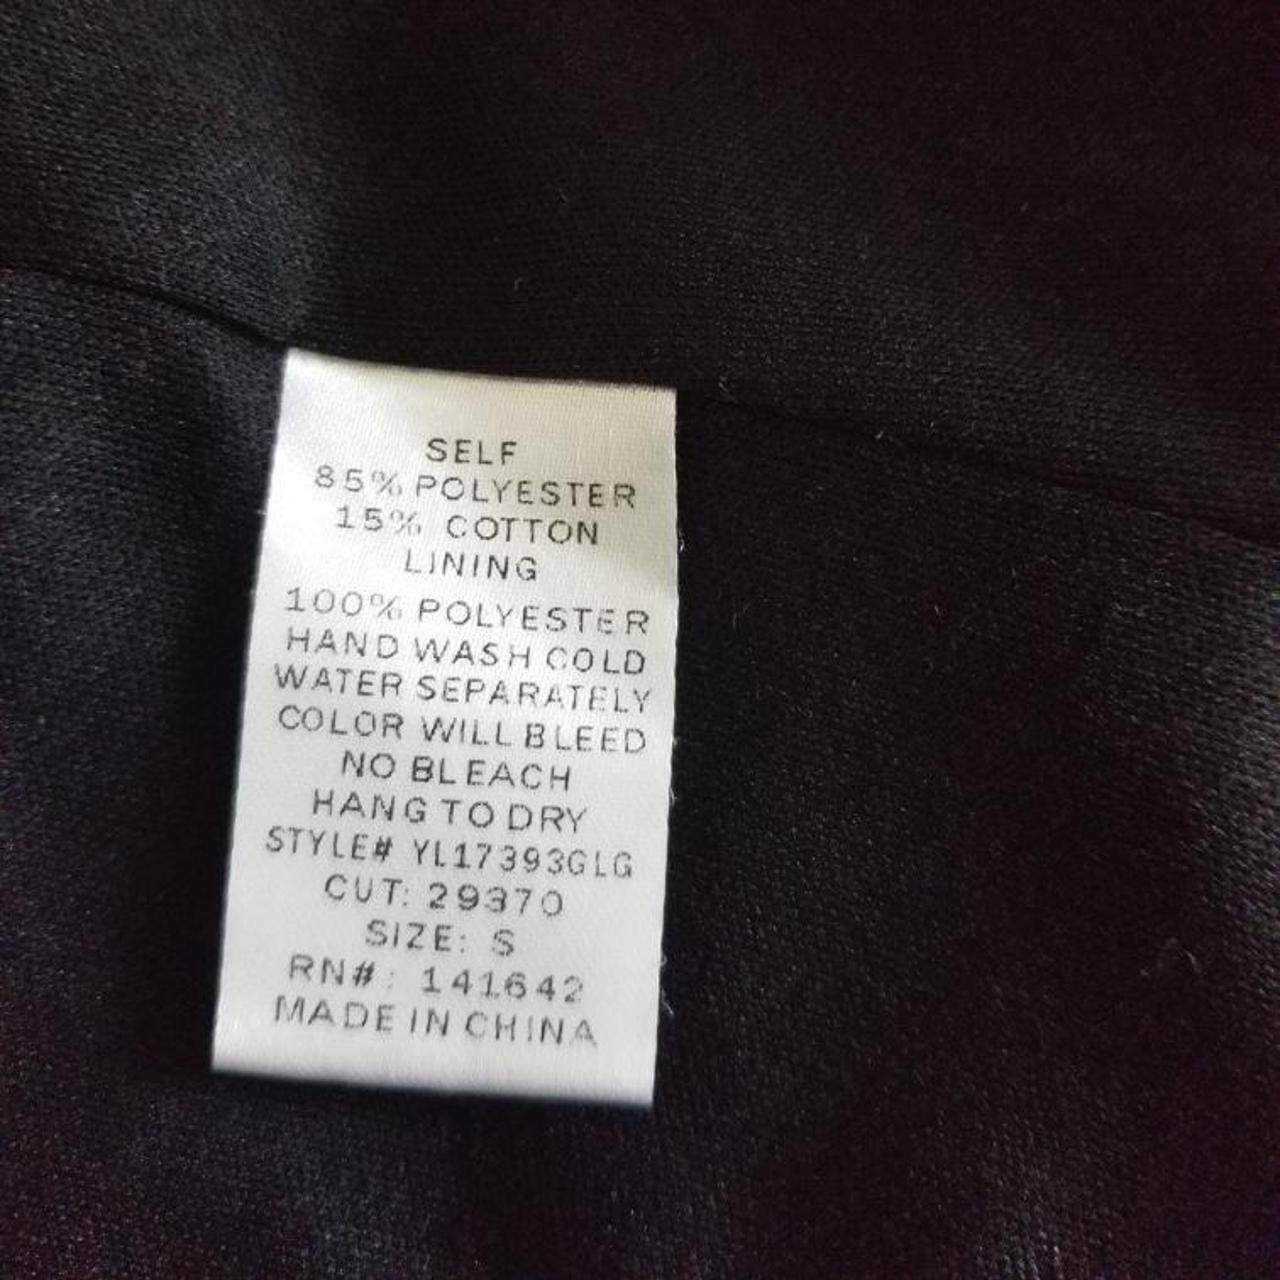 SELF
85% POLYESTER
15% COTTON
LINING
100% POLYESTER
HAND WASH COLD
WATER SEPARATELY
COLOR WILL BLEED
NO BLEACH
HANG TO DRY
STYLE# YL17393GLG
CUT: 29370
SIZE: S
RN#: 141642
MADE IN CHINA